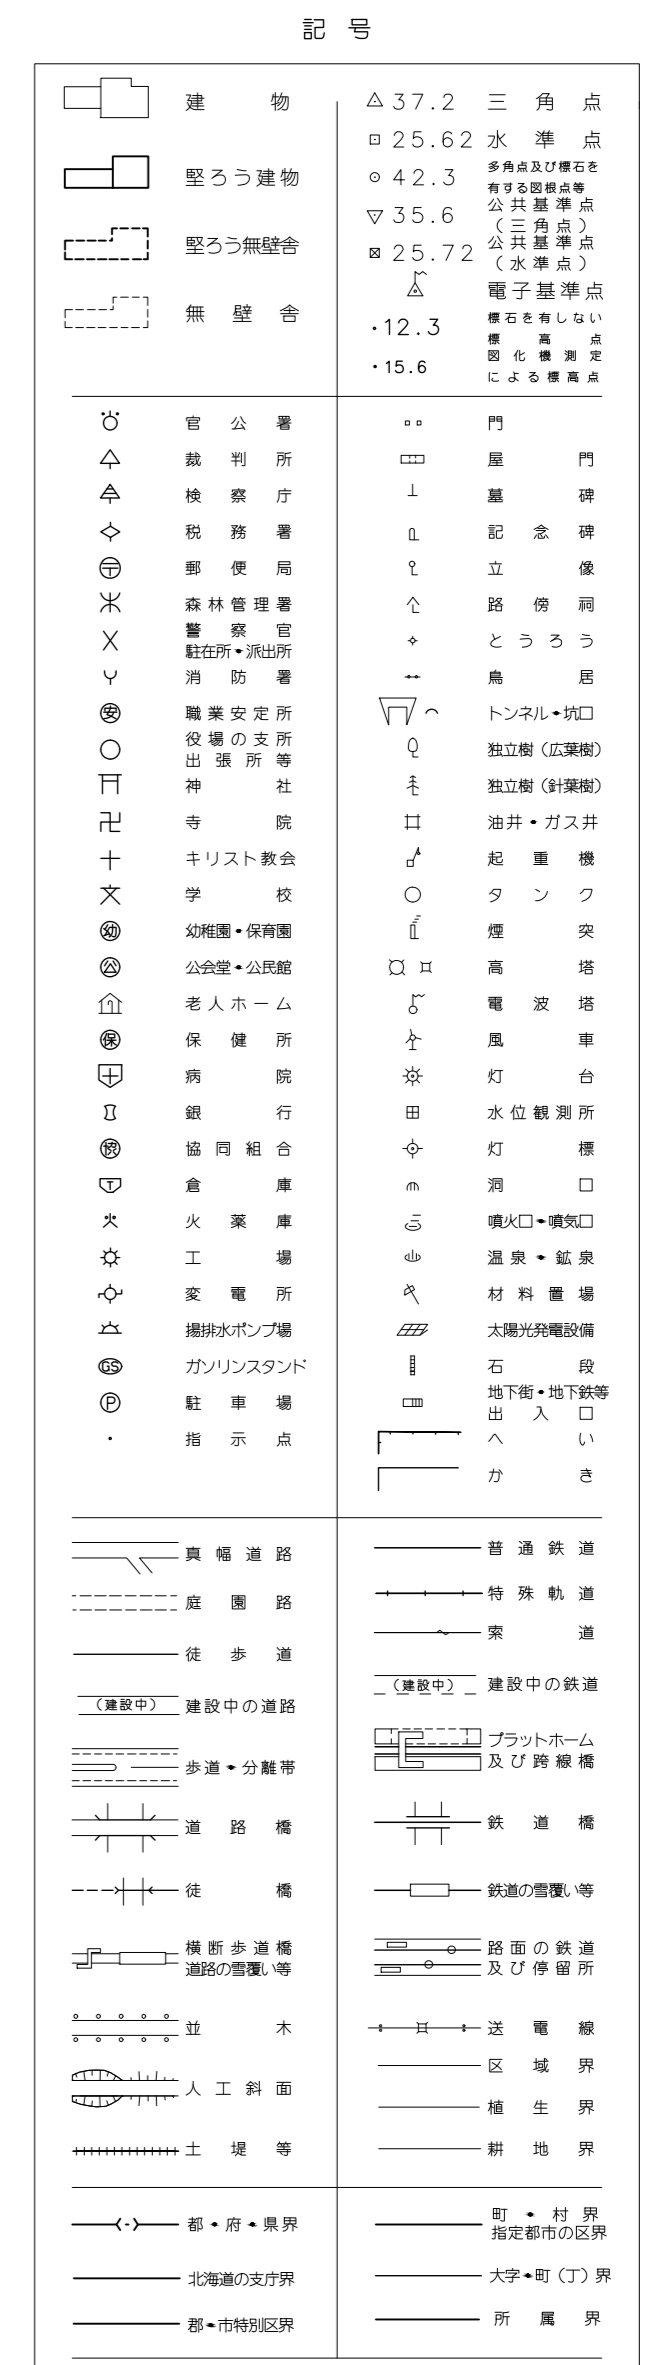 記号
建物
堅ろう建物
堅ろう無壁舎
無壁舎
37.2 三角点
25.62 水準点
42.3 多角点及び標石を
有する図根点等
35.6 公共基準点
（三角点）
25.72 公共基準点
（水準点）
電子基準点
・12.3 標石を有しない
標高点
・15.6 図化機測定
による標高点
官公署
裁判所
検察庁
税務署
郵便局
森林管理署
警察官
駐在所・派出所
消防署
安 職業安定所
役場の支所
出張所等
神社
寺院
キリスト教会
文 学校
幼 幼稚園・保育園
公 公会堂・公民館
老人ホーム
保 保健所
病院
銀行
協 協同組合
T 倉庫
火薬庫
工場
変電所
揚排水ポンプ場
GS ガソリンスタンド
P 駐車場
指示点
門
屋門
墓碑
記念碑
立像
路傍祠
とうろう
鳥居
トンネル・坑口
独立樹（広葉樹）
独立樹（針葉樹）
油井・ガス井
起重機
タンク
煙突
高塔
電波塔
風車
灯台
水位観測所
灯標
洞口
噴火口・噴気口
温泉・鉱泉
材料置場
太陽光発電設備
石段
地下街・地下鉄等
出入口
へい
かき
真幅道路
庭園路
徒歩道
（建設中） 建設中の道路
歩道・分離帯
道路橋
徒橋
横断歩道橋
道路の雪覆い等
並木
人工斜面
土堤等
普通鉄道
特殊軌道
索道
（建設中） 建設中の鉄道
プラットホーム
及び跨線橋
鉄道橋
鉄道の雪覆い等
路面の鉄道
及び停留所
送電線
区域界
植生界
耕地界
都・府・県界
北海道の支庁界
郡・市特別区界
町・村界
指定都市の区界
大字・町（丁）界
所属界